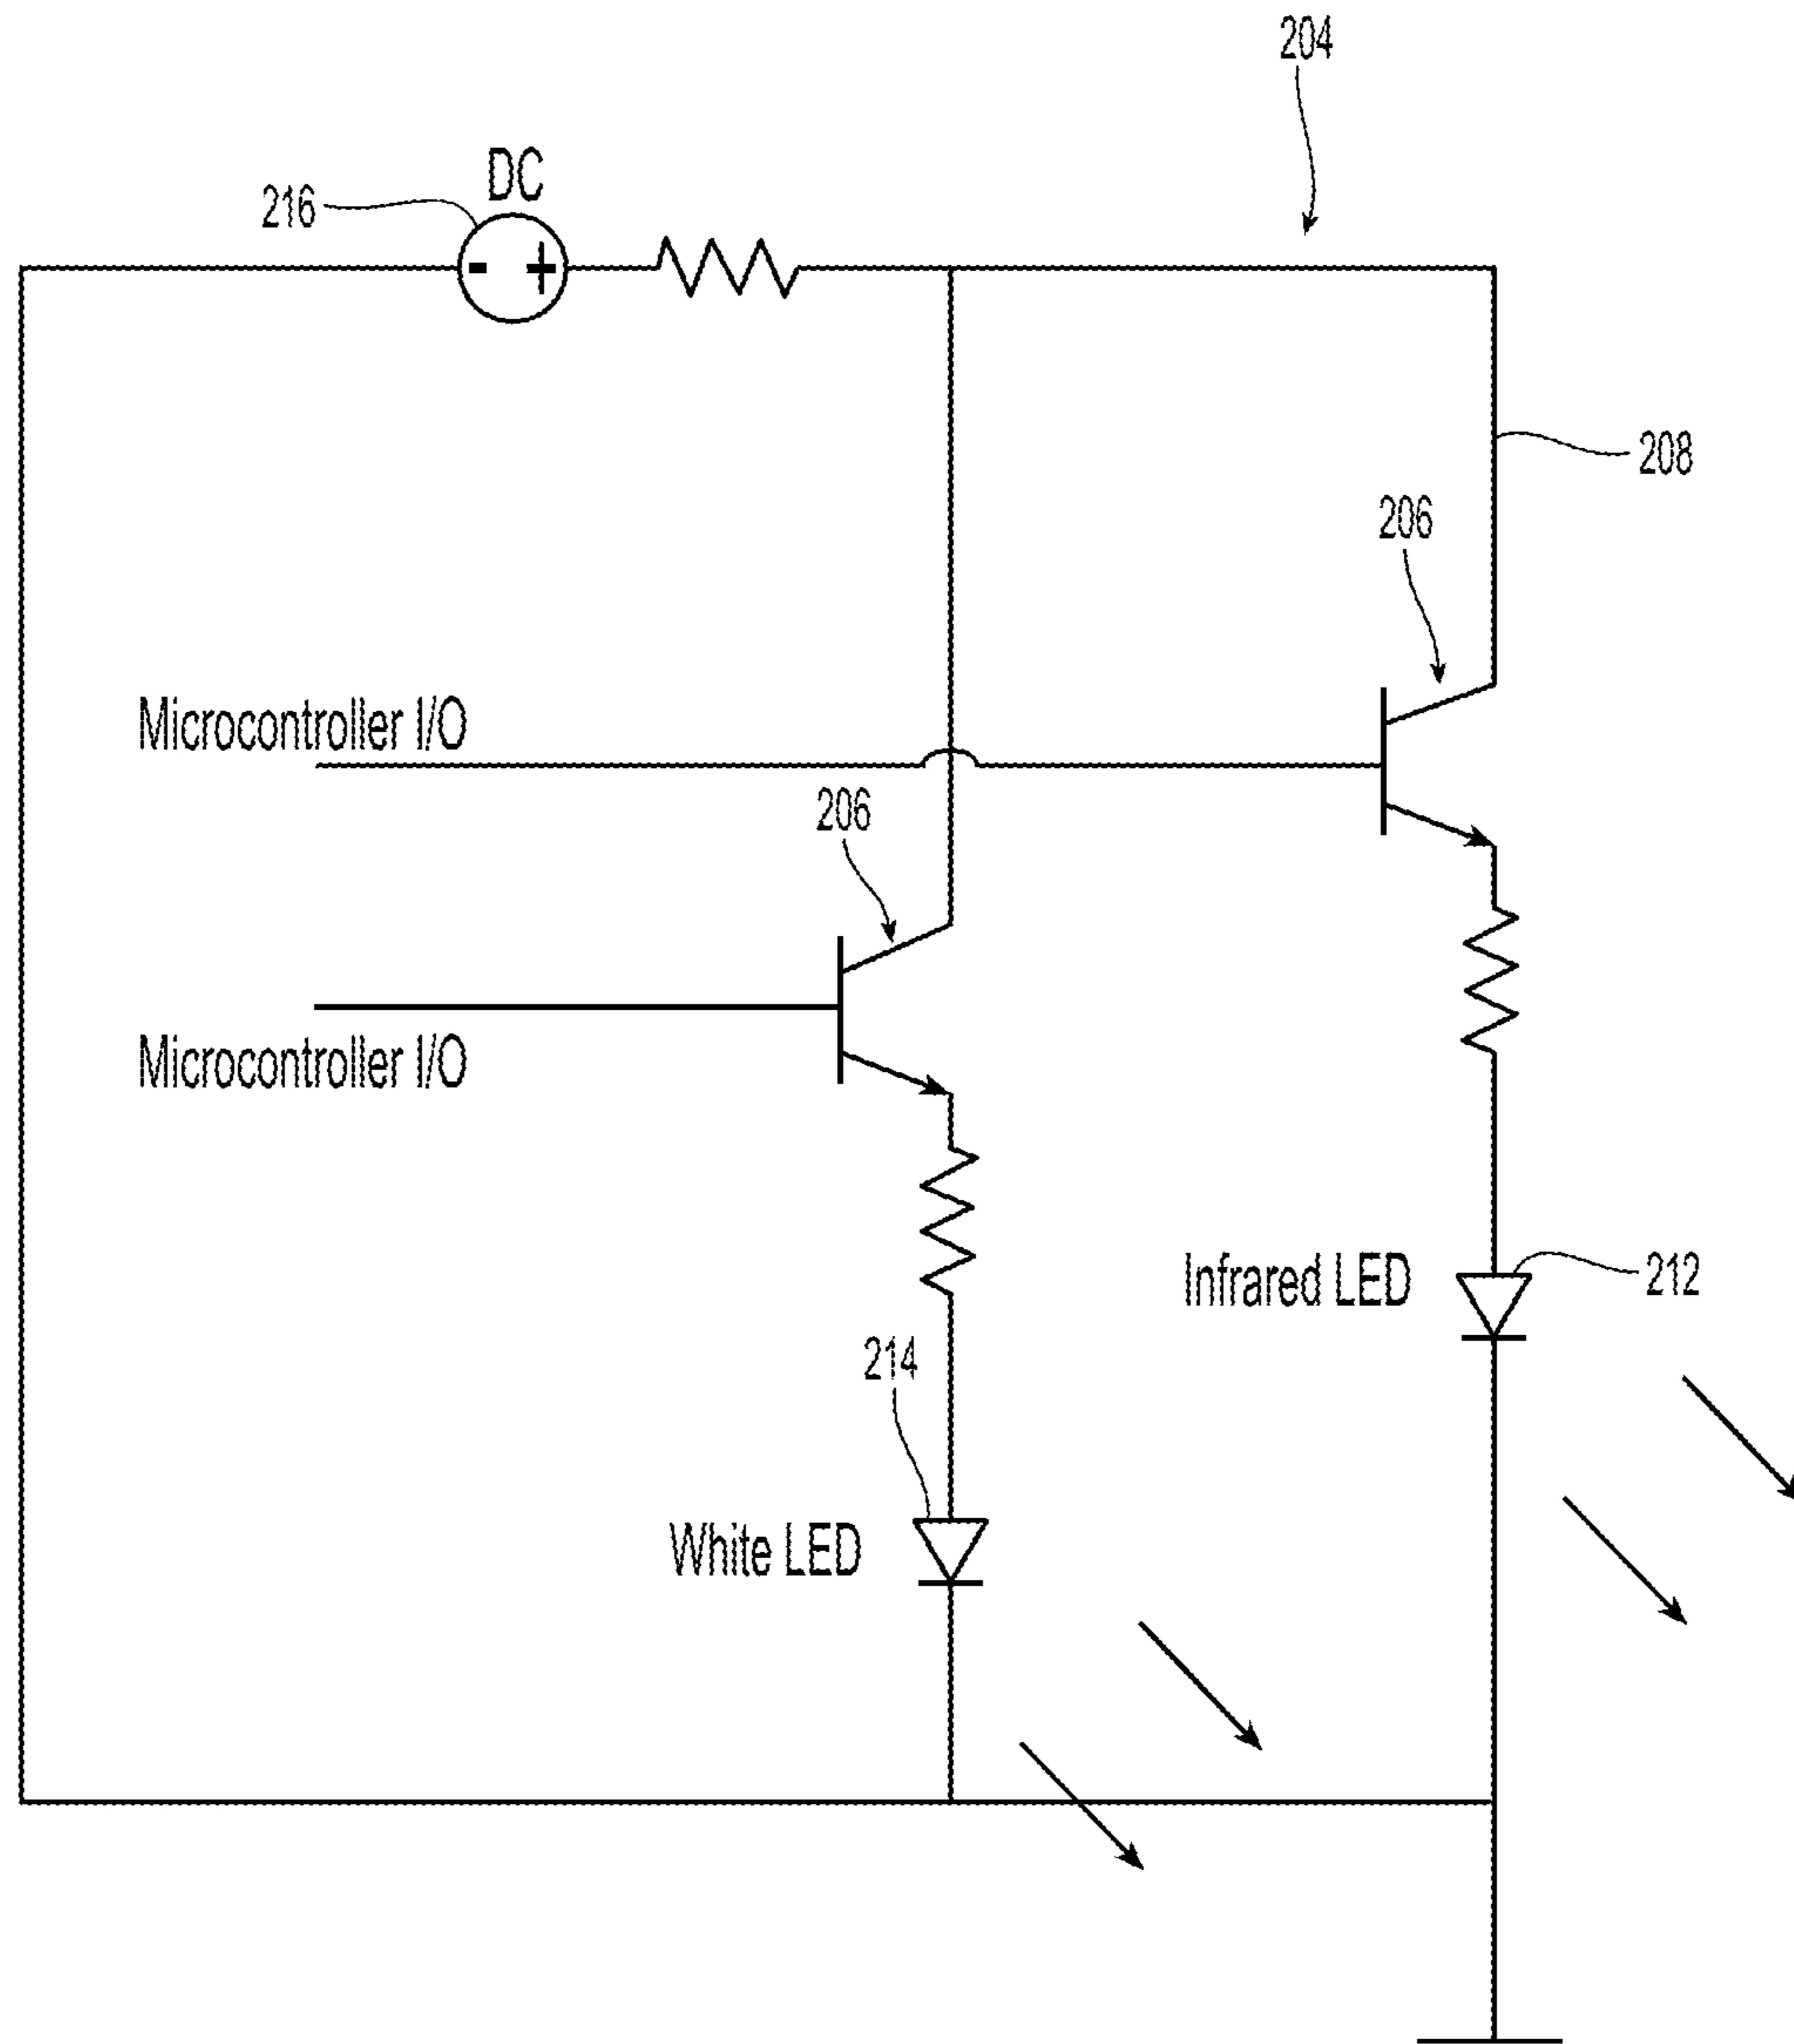 204
DC
216
- +
208
206
Microcontroller I/O
206
Microcontroller I/O
Infrared LED
212
214
White LED